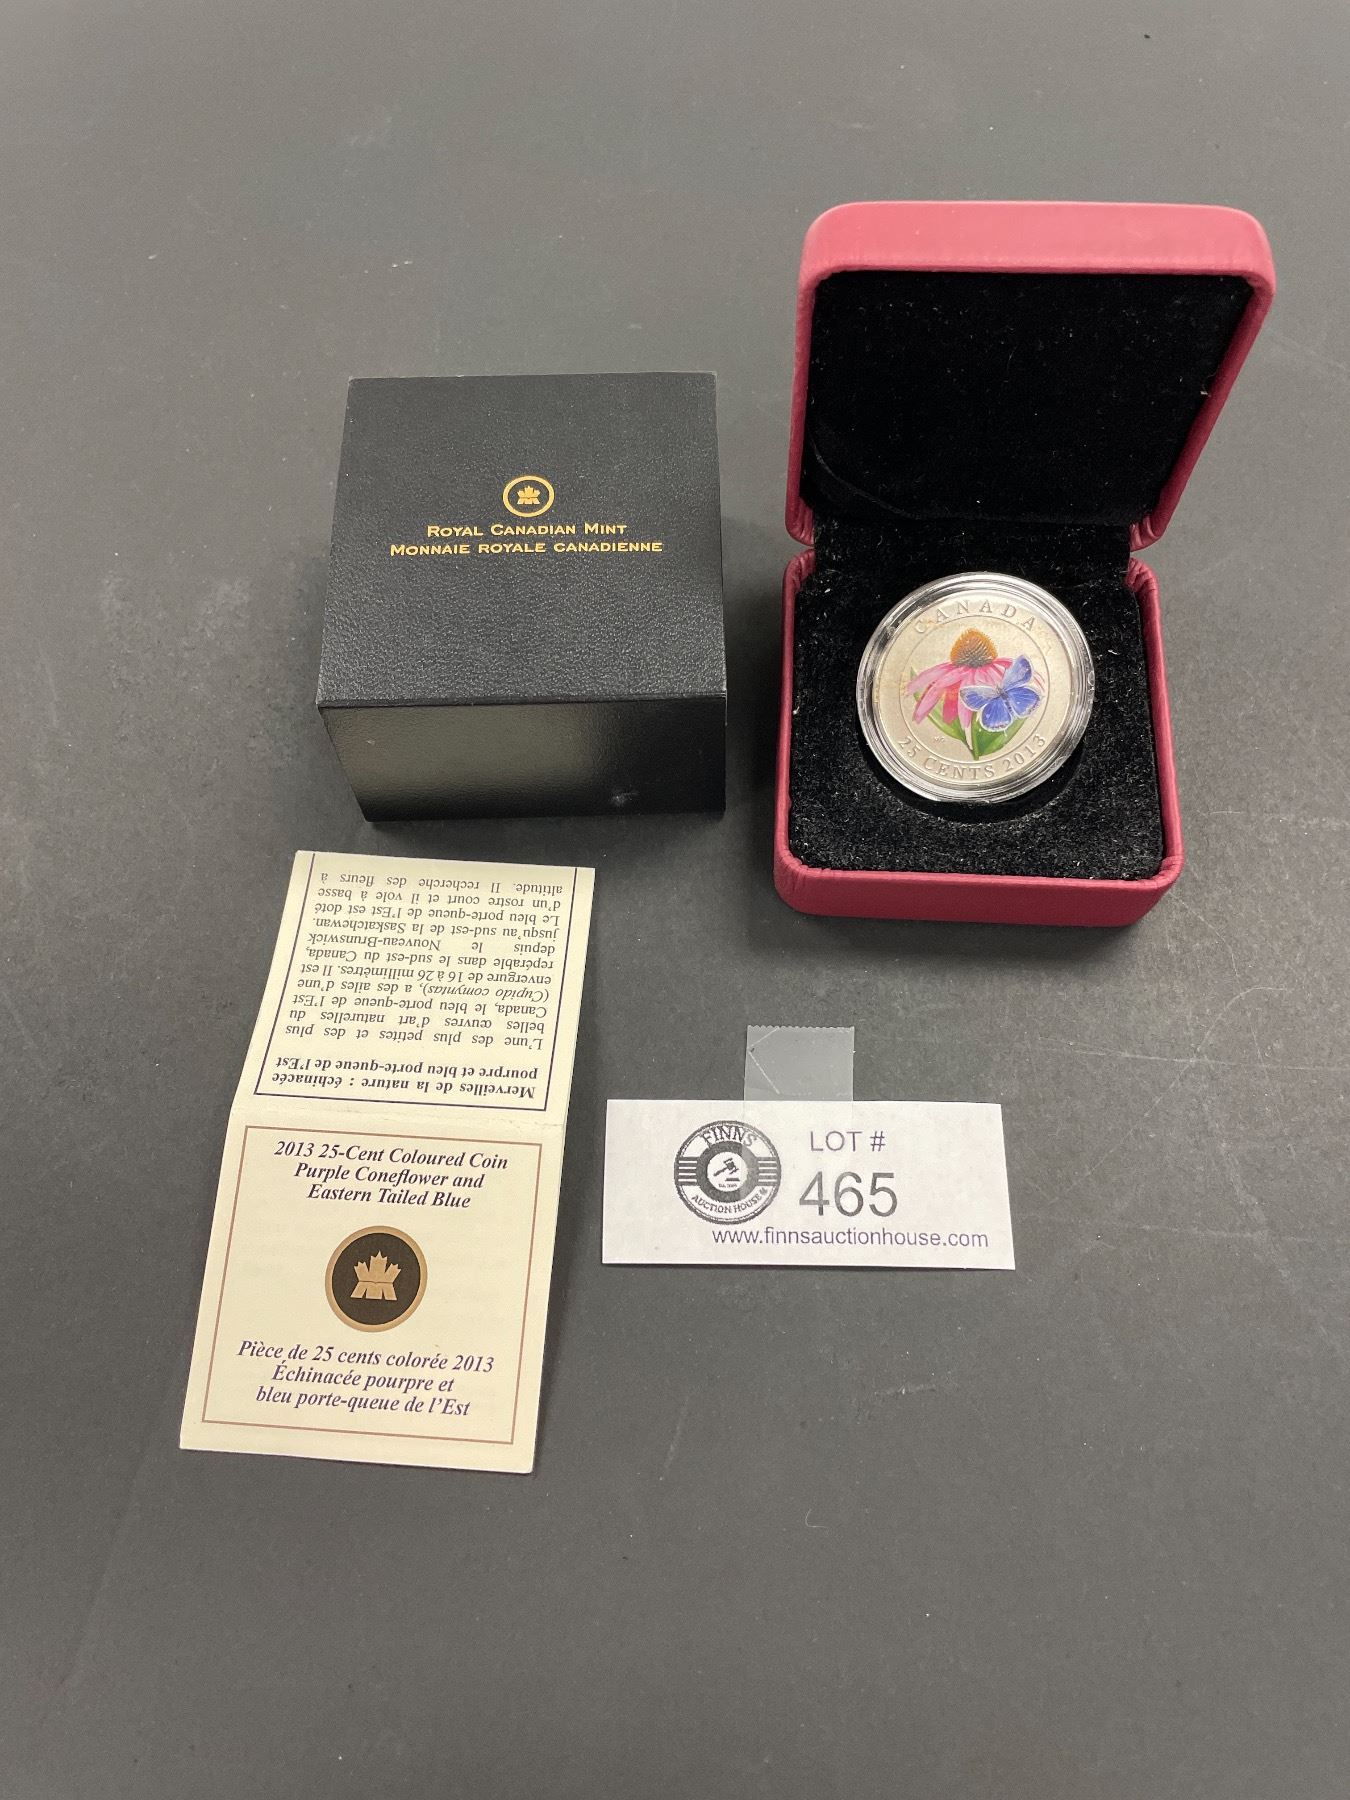 ROYAL CANADIAN MINT
MONNAIE ROYALE CANADIENNE
CANADA
25 CENTS 2013
Merveilles de la nature : échinacée
pourpre et bleu porte-queue de l'Est
L'une des plus petites et des plus
belles œuvres d'art naturelles du
Canada, le bleu porte-queue de l'Est
(Cupido comyntas), a des ailes d'une
envergure de 16 à 26 millimètres. Il est
repérable dans le sud-est du Canada,
depuis le Nouveau-Brunswick
jusqu'au sud-est de la Saskatchewan.
Le bleu porte-queue de l'Est est doté
d'un rostre court et il vole à basse
altitude. Il recherche des fleurs à
2013 25-Cent Coloured Coin
Purple Coneflower and
Eastern Tailed Blue
Pièce de 25 cents colorée 2013
Échinacée pourpre et
bleu porte-queue de l'Est
FINNS
AUCTION HOUSE
LOT #
465
www.finnsauctionhouse.com